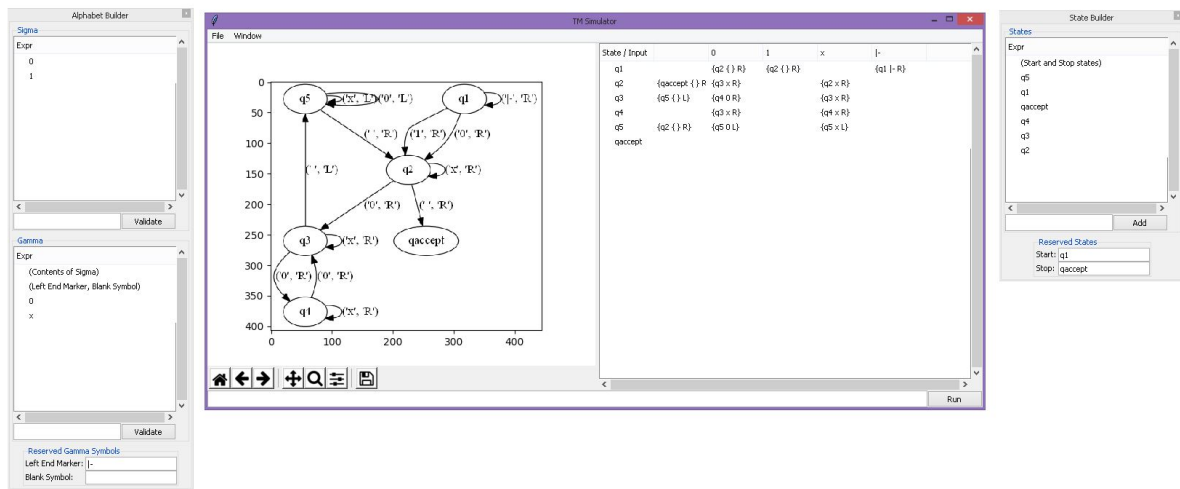 Alphabet Builder
Sigma
Expr
0
1
Validate
Gamma
Expr
(Contents of Sigma)
(Left End Marker, Blank Symbol)
0
x
Validate
Reserved Gamma Symbols
Left End Marker: |-
Blank Symbol:
TM Simulator
File Window
0
50
100
150
200
250
300
350
400
0 100 200 300 400
q5 ('x', 'L') ('0', 'L') q1 ('|-', 'R')
(' ', 'R') ('1', 'R') ('0', 'R')
(' ', 'L') q2 ('x', 'R')
('0', 'R') (' ', 'R')
q3 ('x', 'R') qaccept
('0', 'R') ('0', 'R')
q4 ('x', 'R')
State / Input 0 1 x |-
q1 {q2 { } R} {q2 { } R} {q1 |- R}
q2 {qaccept { } R {q3 x R} {q2 x R}
q3 {q5 { } L} {q4 0 R} {q3 x R}
q4 {q3 x R} {q4 x R}
q5 {q2 { } R} {q5 0 L} {q5 x L}
qaccept
Run
State Builder
States
Expr
(Start and Stop states)
q5
q1
qaccept
q4
q3
q2
Add
Reserved States
Start: q1
Stop: qaccept